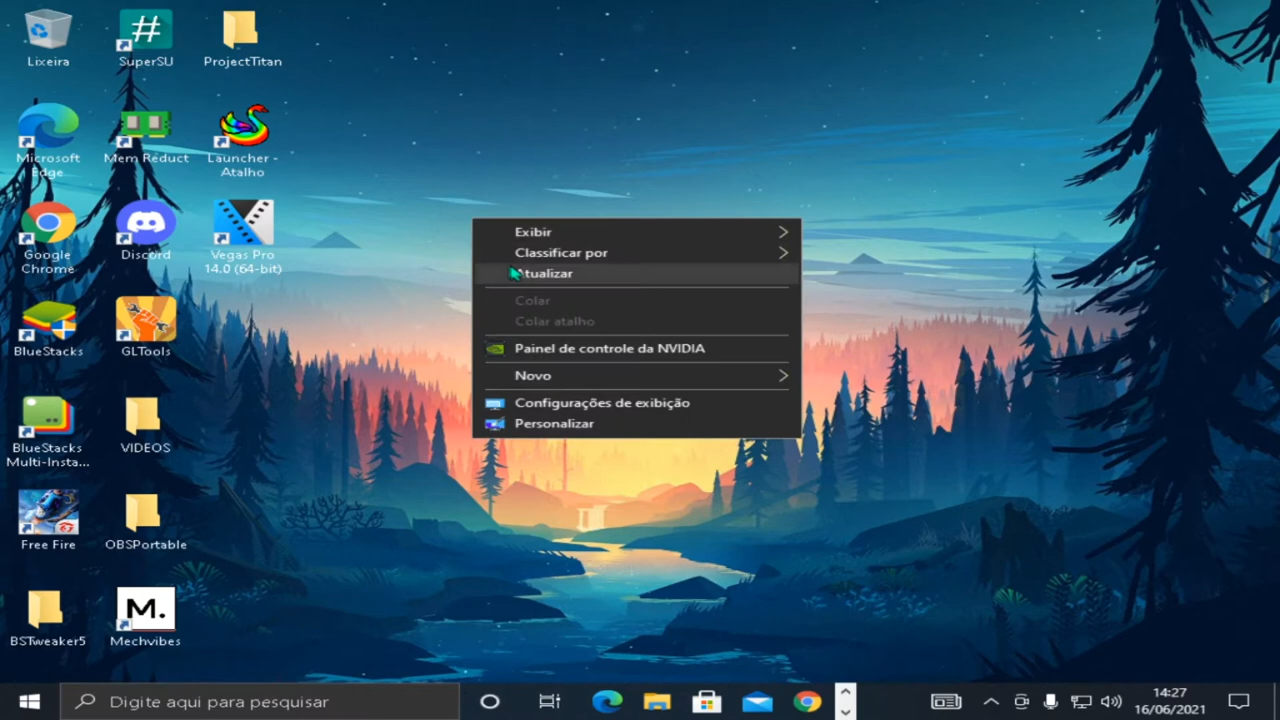 Lixeira
SuperSU
ProjectTitan
Microsoft
Edge
Mem Reduct
Launcher -
Atalho
Google
Chrome
Discord
Vegas Pro
14.0 (64-bit)
BlueStacks
GLTools
BlueStacks
Multi-Insta...
VIDEOS
Free Fire
OBSPortable
BSTweaker5
M.
Mechvibes
Exibir
Classificar por
tualizar
Colar
Colar atalho
Painel de controle da NVIDIA
Novo
Configurações de exibição
Personalizar
Digite aqui para pesquisar
14:27
16/06/2021